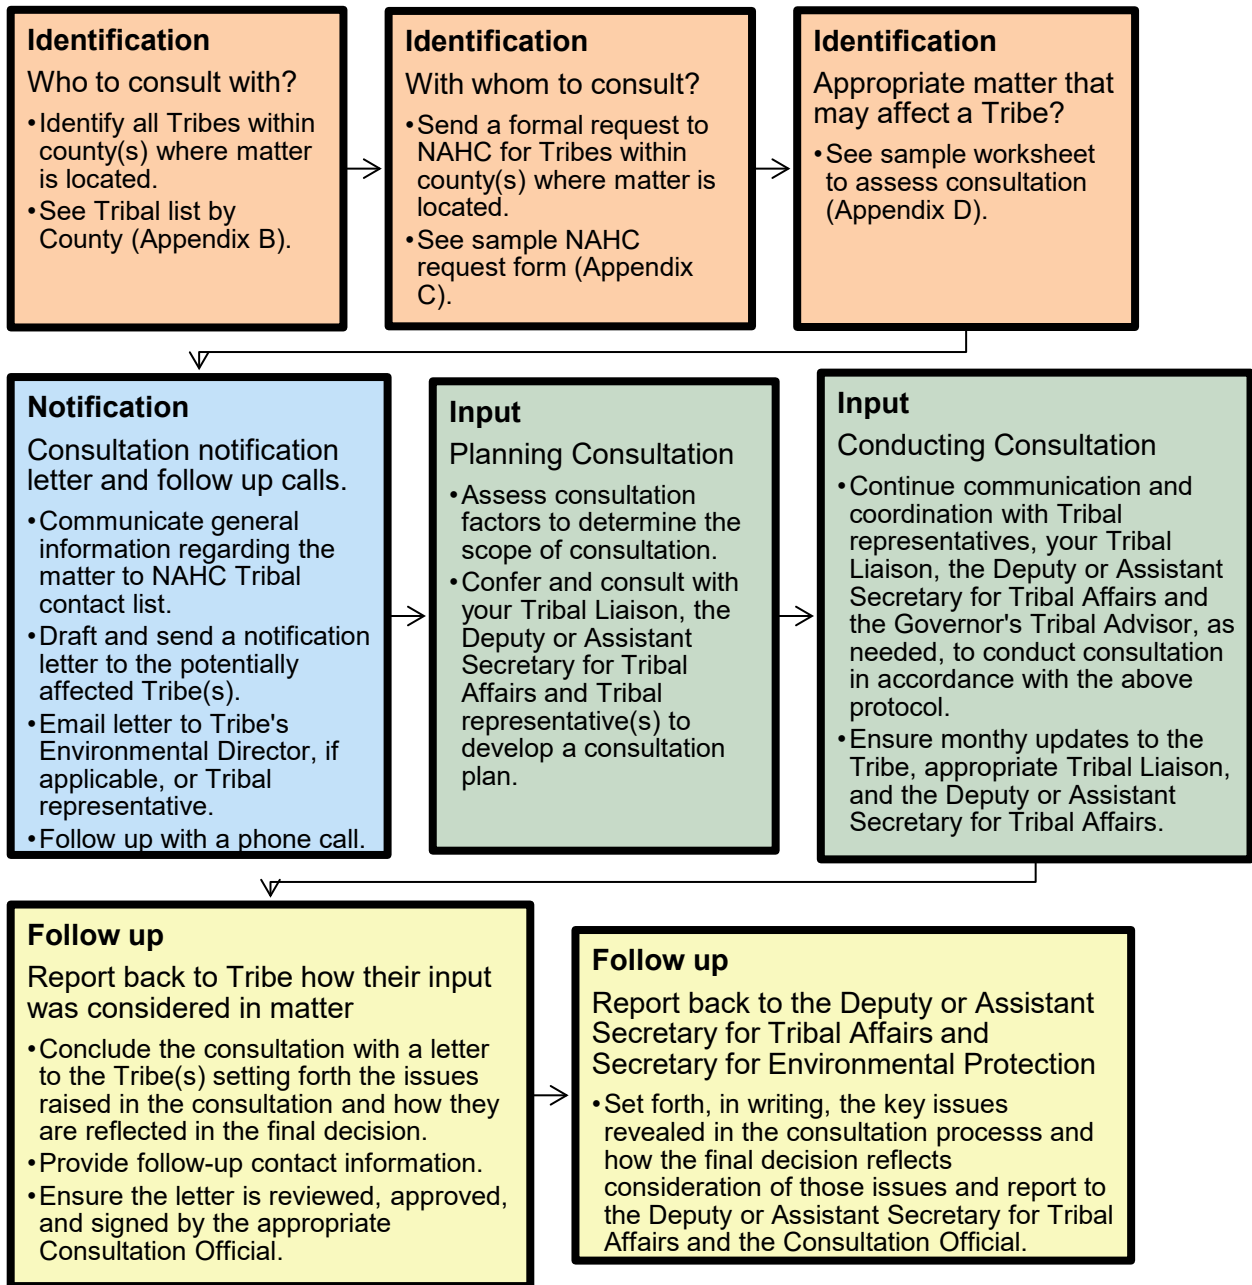 Identification
Who to consult with?
•Identify all Tribes within
county(s) where matter
is located.
•See Tribal list by
County (Appendix B).
Identification
With whom to consult?
•Send a formal request to
NAHC for Tribes within
county(s) where matter is
located.
•See sample NAHC
request form (Appendix
C).
Identification
Appropriate matter that
may affect a Tribe?
•See sample worksheet
to assess consultation
(Appendix D).
Notification
Consultation notification
letter and follow up calls.
•Communicate general
information regarding the
matter to NAHC Tribal
contact list.
•Draft and send a notification
letter to the potentially
affected Tribe(s).
•Email letter to Tribe's
Environmental Director, if
applicable, or Tribal
representative.
•Follow up with a phone call.
Input
Planning Consultation
•Assess consultation
factors to determine the
scope of consultation.
•Confer and consult with
your Tribal Liaison, the
Deputy or Assistant
Secretary for Tribal
Affairs and Tribal
representative(s) to
develop a consultation
plan.
Input
Conducting Consultation
•Continue communication and
coordination with Tribal
representatives, your Tribal
Liaison, the Deputy or Assistant
Secretary for Tribal Affairs and
the Governor's Tribal Advisor, as
needed, to conduct consultation
in accordance with the above
protocol.
•Ensure monthy updates to the
Tribe, appropriate Tribal Liaison,
and the Deputy or Assistant
Secretary for Tribal Affairs.
Follow up
Report back to Tribe how their input
was considered in matter
•Conclude the consultation with a letter
to the Tribe(s) setting forth the issues
raised in the consultation and how they
are reflected in the final decision.
•Provide follow-up contact information.
•Ensure the letter is reviewed, approved,
and signed by the appropriate
Consultation Official.
Follow up
Report back to the Deputy or Assistant
Secretary for Tribal Affairs and
Secretary for Environmental Protection
•Set forth, in writing, the key issues
revealed in the consultation processs and
how the final decision reflects
consideration of those issues and report to
the Deputy or Assistant Secretary for Tribal
Affairs and the Consultation Official.